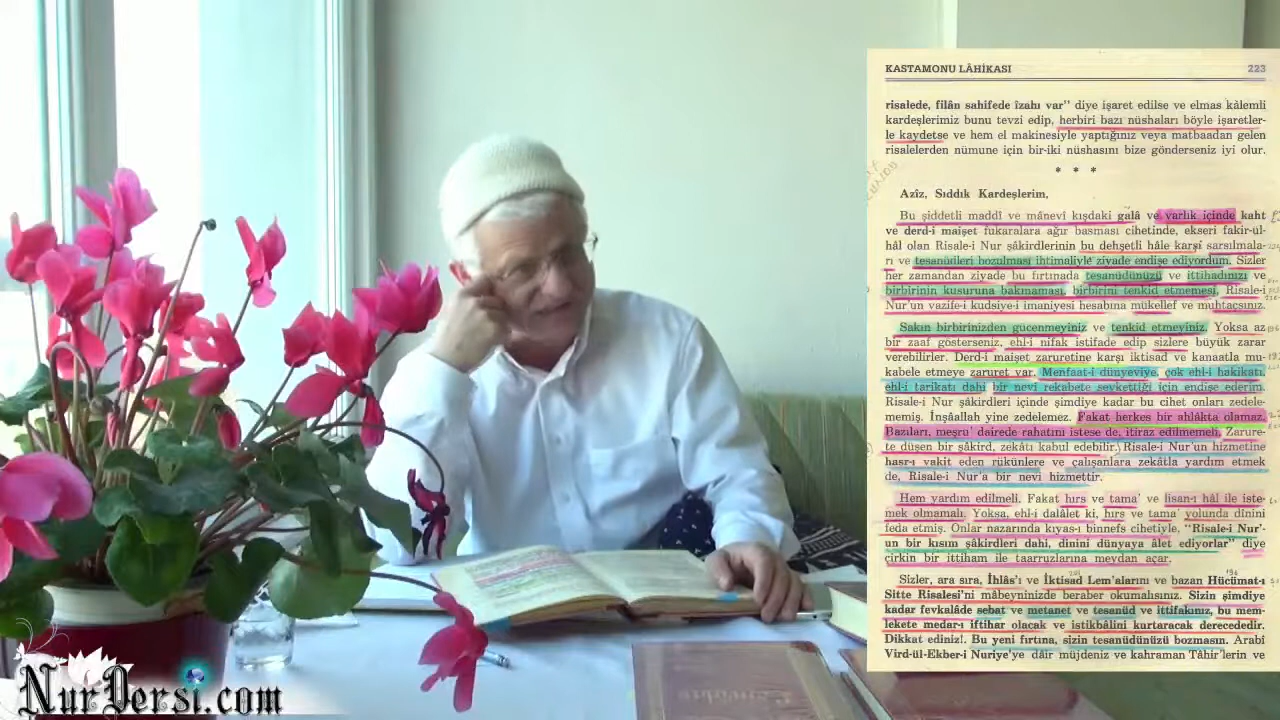 KASTAMONU LÂHİKASI 223
risalede, filân sahîfede îzahı var" diye işaret edilse ve elmas kâlemli
kardeşlerimiz bunu tevzi edip, herbiri bazı nüshaları böyle işaretler-
le kaydetse ve hem el makinesiyle yaptığınız veya matbaadan gelen
risalelerden nümune için bir-iki nüshasını bize gönderseniz iyi olur.
* * *
Azîz, Sıddık Kardeşlerim,
Bu şiddetli maddî ve mânevî kışdaki galâ ve varlık içinde kaht
ve derd-i maişet fukaralara ağır basması cihetinde, ekseri fakir-ül-
hâl olan Risale-i Nur şâkirdlerinin bu dehşetli hâle karşı sarsılmala-
rı ve tesanüdleri bozulması ihtimaliyle ziyade endişe ediyordum. Sizler
her zamandan ziyade bu fırtınada tesanüdünüzü ve ittihadınızı ve
birbirinin kusuruna bakmaması, birbirini tenkid etmemesi, Risale-i
Nur'un vazife-i kudsiye-i imaniyesi hesabına mükellef ve muhtaçsınız.
Sakın birbirinizden gücenmeyiniz ve tenkid etmeyiniz. Yoksa az
bir zaaf gösterseniz, ehl-i nifak istifade edip sizlere büyük zarar
verebilirler. Derd-i maişet zaruretine karşı iktisad ve kanaatla mu-
kabele etmeye zaruret var. Menfaat-i dünyeviye, çok ehl-i hakikatı,
ehl-i tarikatı dahi bir nevi rekabete sevkettiği için endişe ederim.
Risale-i Nur şâkirdleri içinde şimdiye kadar bu cihet onları zedele-
memiş. İnşâallah yine zedelemez. Fakat herkes bir ahlâkta olamaz.
Bazıları, meşru' dairede rahatını istese de, itiraz edilmemeli. Zarure-
te düşen bir şâkird, zekâtı kabul edebilir. Risale-i Nur'un hizmetine
hasr-ı vakit eden rükünlere ve çalışanlara zekâtla yardım etmek
de, Risale-i Nur'a bir nevi hizmettir.
Hem yardım edilmeli. Fakat hırs ve tama' ve lisan-ı hâl ile iste-
mek olmamalı. Yoksa, ehl-i dalâlet ki, hırs ve tama' yolunda dînini
feda etmiş. Onlar nazarında kıyas-ı binnefs cihetiyle, "Risale-i Nur'-
un bir kısım şâkirdleri dahi, dinini dünyaya âlet ediyorlar" diye
çirkin bir ittiham ile taarruzlarına meydan açar.
Sizler, ara sıra, İhlâs'ı ve İktisad Lem'alarını ve bazan Hücümat-ı
Sitte Risalesi'ni mâbeyninizde beraber okumalısınız. Sizin şimdiye
kadar fevkalâde sebat ve metanet ve tesanüd ve ittifakınız, bu mem-
lekete medar-ı iftihar olacak ve istikbâlini kurtaracak derecededir.
Dikkat ediniz!. Bu yeni fırtına, sizin tesanüdünüzü bozmasın. Arabî
Vird-ül-Ekber-i Nuriye'ye dâir müjdeniz ve kahraman Tâhir'lerin ve
NurDersi.com